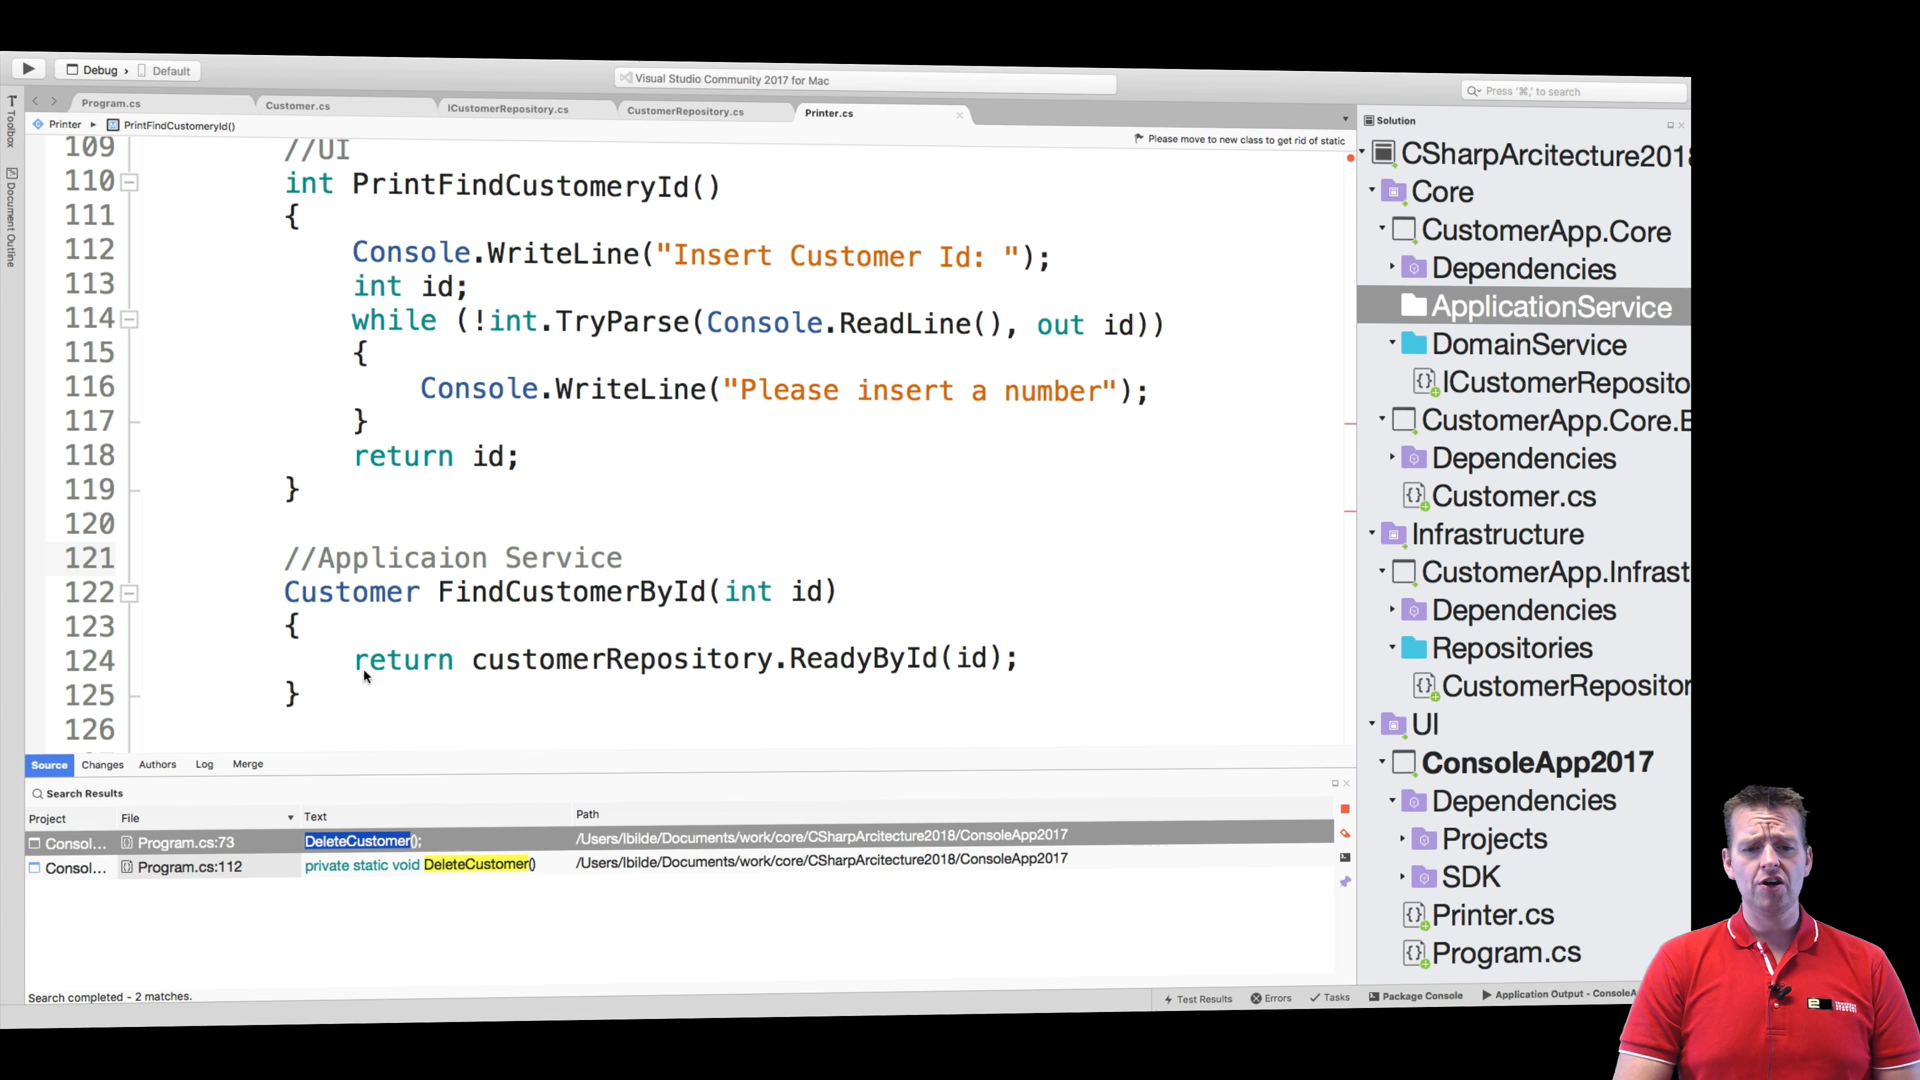 Debug › Default
Visual Studio Community 2017 for Mac
Press ‘⌘,’ to search
Program.cs
Customer.cs
ICustomerRepository.cs
CustomerRepository.cs
Printer.cs
Printer
PrintFindCustomeryId()
Please move to new class to get rid of static
Toolbox
Document Outline
109 //UI
110 int PrintFindCustomeryId()
111 {
112 Console.WriteLine("Insert Customer Id: ");
113 int id;
114 while (!int.TryParse(Console.ReadLine(), out id))
115 {
116 Console.WriteLine("Please insert a number");
117 }
118 return id;
119 }
120
121 //Applicaion Service
122 Customer FindCustomerById(int id)
123 {
124 return customerRepository.ReadyById(id);
125 }
126
Source Changes Authors Log Merge
Search Results
Project File Text Path
Consol... Program.cs:73 DeleteCustomer(); /Users/lbilde/Documents/work/core/CSharpArcitecture2018/ConsoleApp2017
Consol... Program.cs:112 private static void DeleteCustomer() /Users/lbilde/Documents/work/core/CSharpArcitecture2018/ConsoleApp2017
Search completed - 2 matches.
Solution
CSharpArcitecture201
Core
CustomerApp.Core
Dependencies
ApplicationService
DomainService
ICustomerReposito
CustomerApp.Core.E
Dependencies
Customer.cs
Infrastructure
CustomerApp.Infrast
Dependencies
Repositories
CustomerRepositor
UI
ConsoleApp2017
Dependencies
Projects
SDK
Printer.cs
Program.cs
Test Results Errors Tasks Package Console Application Output - ConsoleA